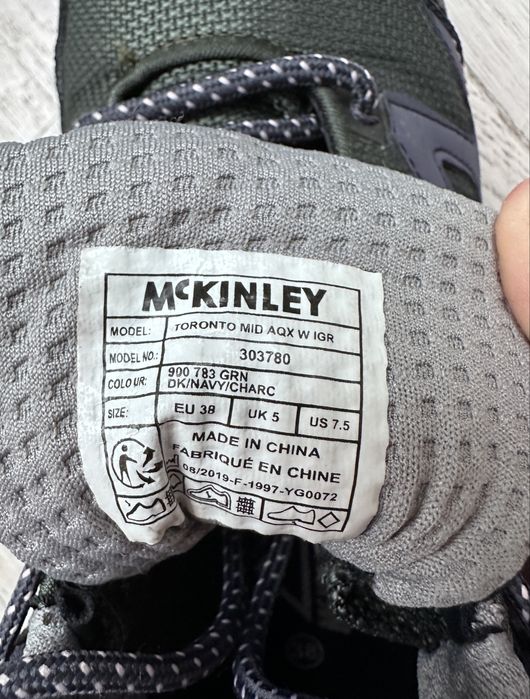 McKINLEY
MODEL: TORONTO MID AQX W IGR
MODEL NO.: 303780
COLOUR: 900 783 GRN
DK/NAVY/CHARC
SIZE: EU 38 UK 5 US 7.5
MADE IN CHINA
FABRIQUÉ EN CHINE
08/2019-F-1997-YG0072
38